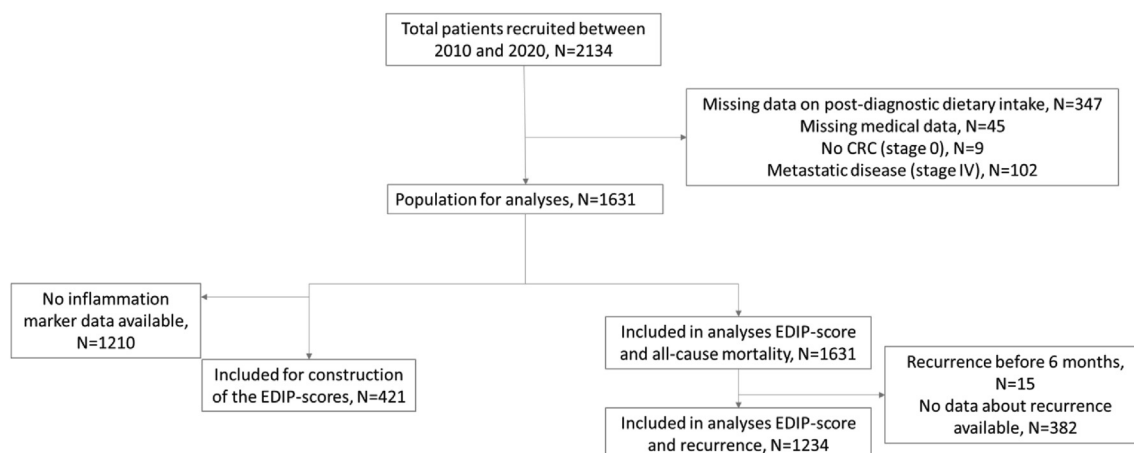 Total patients recruited between
2010 and 2020, N=2134
Missing data on post-diagnostic dietary intake, N=347
Missing medical data, N=45
No CRC (stage 0), N=9
Metastatic disease (stage IV), N=102
Population for analyses, N=1631
No inflammation
marker data available,
N=1210
Included for construction
of the EDIP-scores, N=421
Included in analyses EDIP-score
and all-cause mortality, N=1631
Recurrence before 6 months,
N=15
No data about recurrence
available, N=382
Included in analyses EDIP-score
and recurrence, N=1234